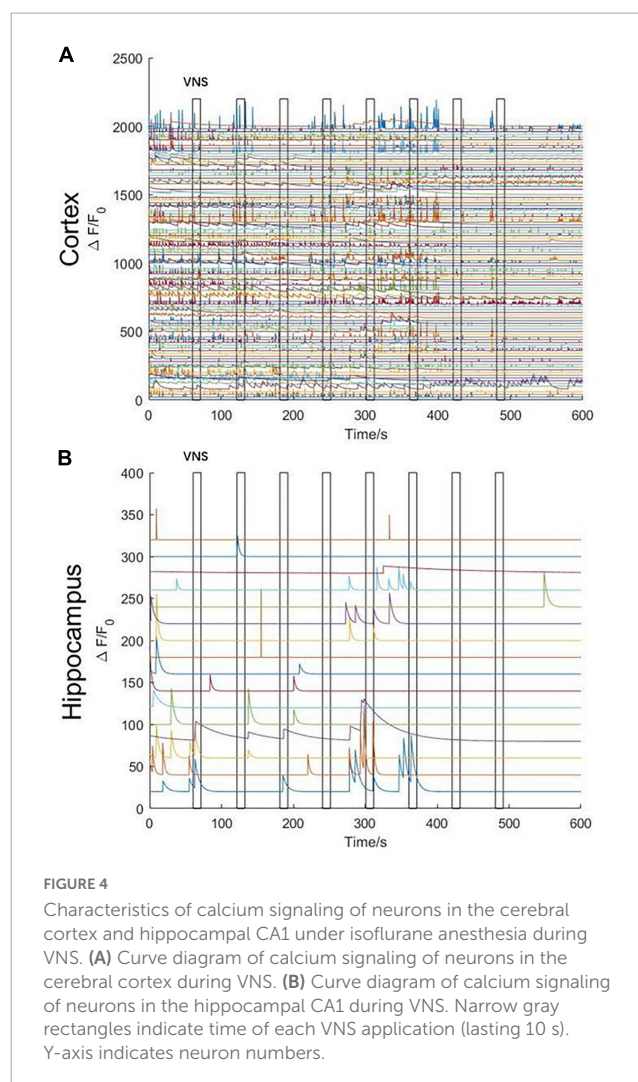 A
VNS
2500
2000
1500
1000
500
0
Cortex
Δ F/F0
0 100 200 300 400 500 600
Time/s
B
VNS
400
350
300
250
200
150
100
50
0
Hippocampus
Δ F/F0
0 100 200 300 400 500 600
Time/s
FIGURE 4
Characteristics of calcium signaling of neurons in the cerebral
cortex and hippocampal CA1 under isoflurane anesthesia during
VNS. (A) Curve diagram of calcium signaling of neurons in the
cerebral cortex during VNS. (B) Curve diagram of calcium signaling
of neurons in the hippocampal CA1 during VNS. Narrow gray
rectangles indicate time of each VNS application (lasting 10 s).
Y-axis indicates neuron numbers.